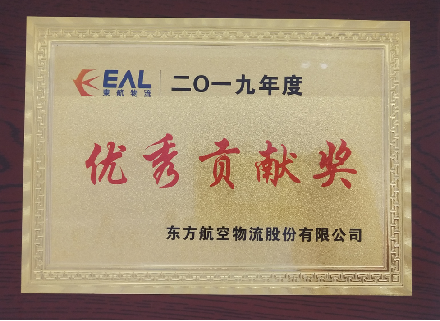 EAL
東航物流
二〇一九年度
优秀贡献奖
东方航空物流股份有限公司